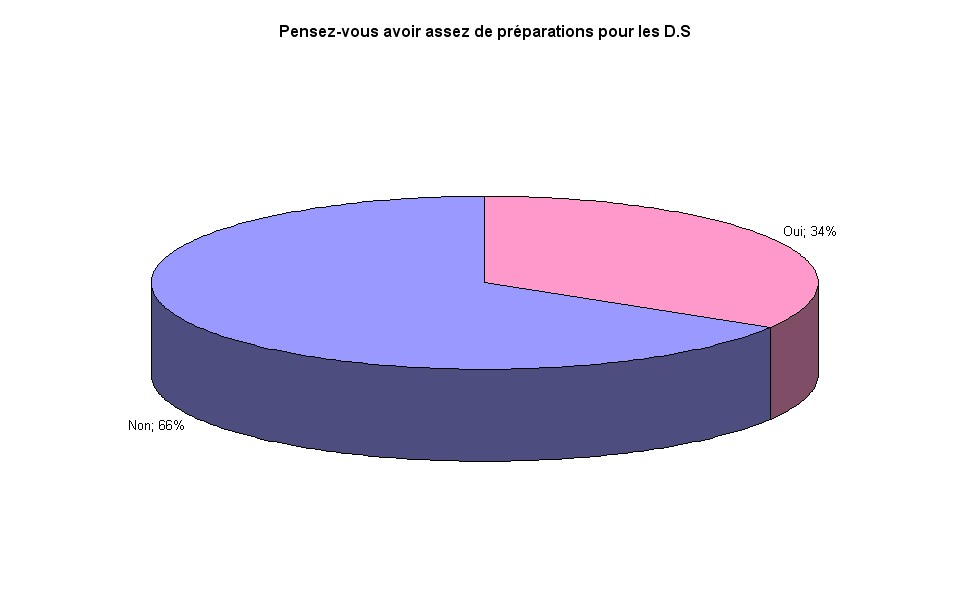 Pensez-vous avoir assez de préparations pour les D.S
Oui; 34%
Non; 66%